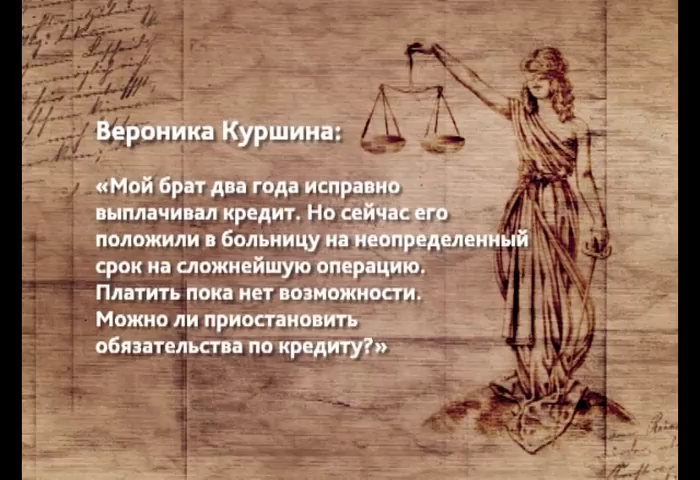 Вероника Куршина:
«Мой брат два года исправно
выплачивал кредит. Но сейчас его
положили в больницу на неопределенный
срок на сложнейшую операцию.
Платить пока нет возможности.
Можно ли приостановить
обязательства по кредиту?»